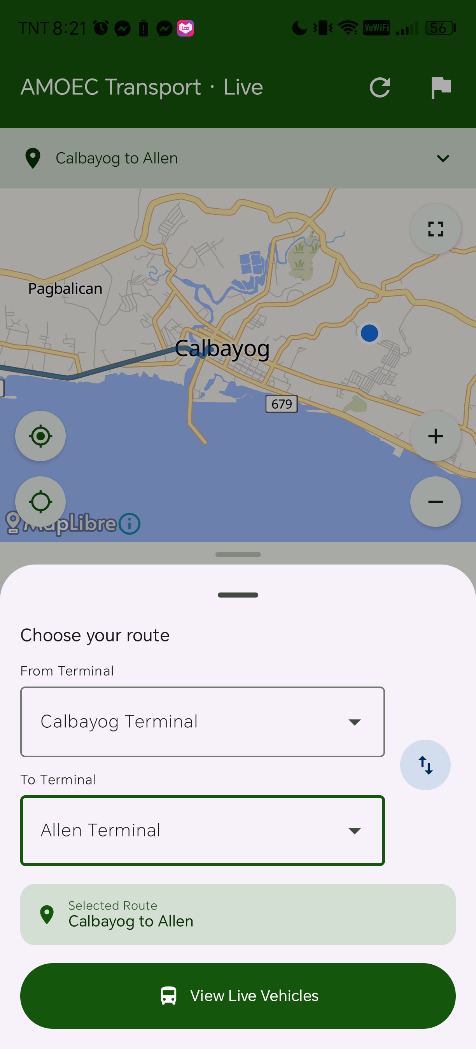 TNT 8:21
VoWiFi
56
AMOEC Transport · Live
Calbayog to Allen
Pagbalican
Calbayog
679
MapLibre
Choose your route
From Terminal
Calbayog Terminal
To Terminal
Allen Terminal
Selected Route
Calbayog to Allen
View Live Vehicles